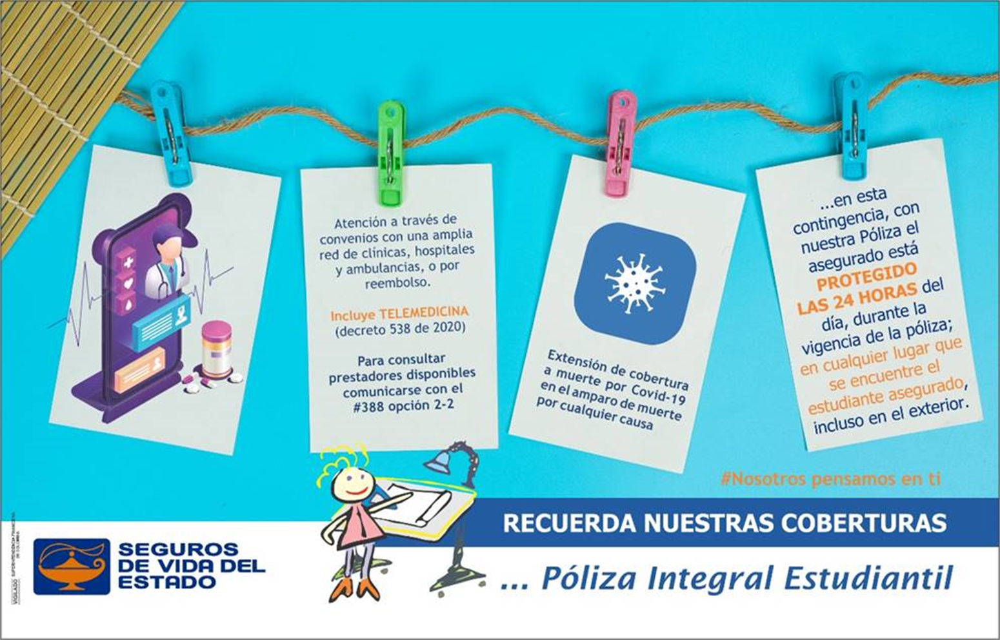 Atención a través de
convenios con una amplia
red de clínicas, hospitales
y ambulancias, o por
reembolso.
Incluye TELEMEDICINA
(decreto 538 de 2020)
Para consultar
prestadores disponibles
comunicarse con el
#388 opción 2-2
Extensión de cobertura
a muerte por Covid-19
en el amparo de muerte
por cualquier causa
...en esta
contingencia, con
nuestra Póliza el
asegurado está
PROTEGIDO
LAS 24 HORAS del
día, durante la
vigencia de la póliza;
en cualquier lugar que
se encuentre el
estudiante asegurado,
incluso en el exterior.
#Nosotros pensamos en ti
RECUERDA NUESTRAS COBERTURAS
... Póliza Integral Estudiantil
SEGUROS
DE VIDA DEL
ESTADO
VIGILADO SUPERINTENDENCIA FINANCIERA
DE COLOMBIA